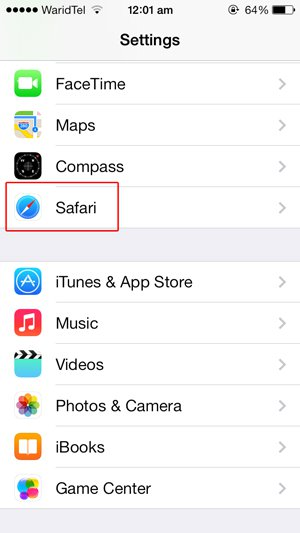 WaridTel 12:01 am 64%
Settings
FaceTime
Maps
Compass
Safari
iTunes & App Store
Music
Videos
Photos & Camera
iBooks
Game Center